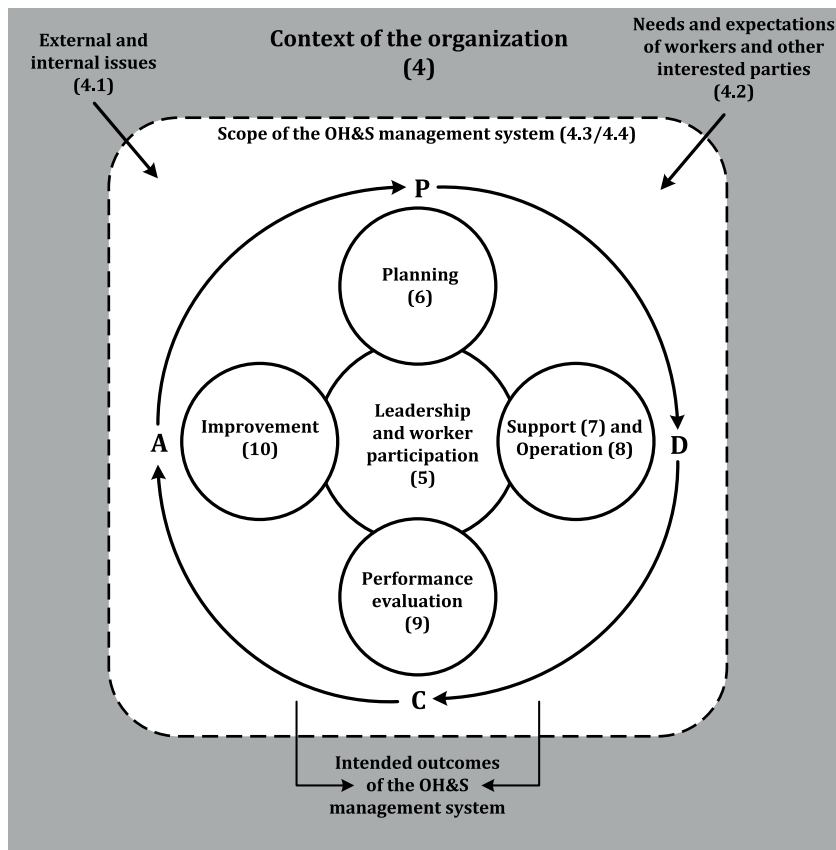 External and
internal issues
(4.1)
Context of the organization
(4)
Needs and expectations
of workers and other
interested parties
(4.2)
Scope of the OH&S management system (4.3/4.4)
P
Planning
(6)
A
Improvement
(10)
Leadership
and worker
participation
(5)
Support (7) and
Operation (8)
D
Performance
evaluation
(9)
C
Intended outcomes
of the OH&S
management system